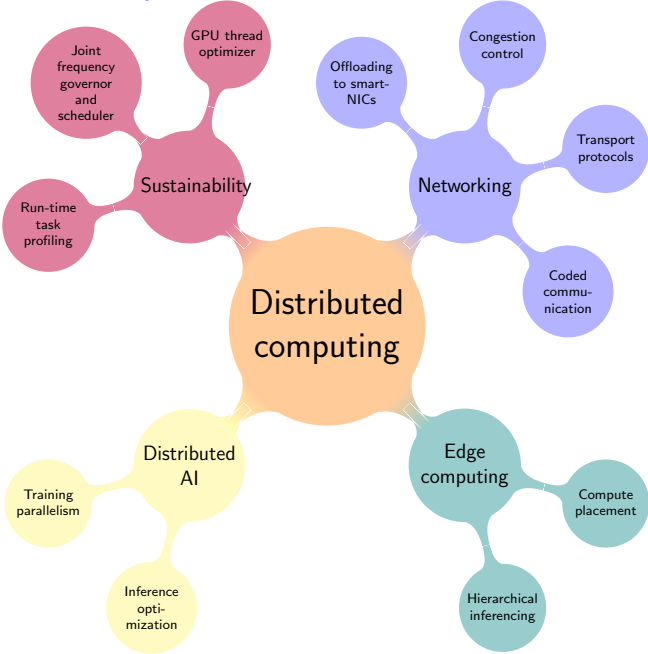 GPU thread
optimizer
Joint
frequency
governor
and
scheduler
Run-time
task
profiling
Sustainability
Congestion
control
Offloading
to smart-
NICs
Transport
protocols
Networking
Coded
commu-
nication
Distributed
computing
Distributed
AI
Training
parallelism
Inference
opti-
mization
Edge
computing
Compute
placement
Hierarchical
inferencing